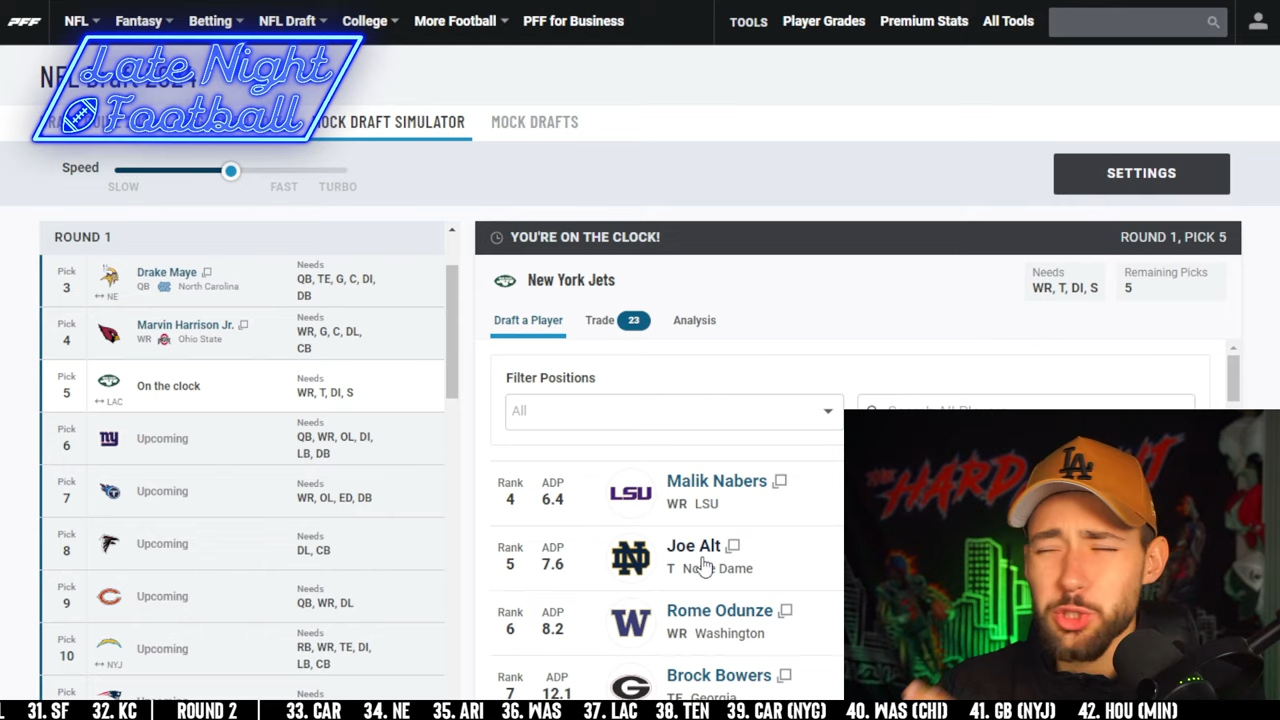 PFF NFL Fantasy Betting NFL Draft College More Football PFF for Business TOOLS Player Grades Premium Stats All Tools
Late Night
Football
MOCK DRAFT SIMULATOR MOCK DRAFTS
Speed
SLOW FAST TURBO
SETTINGS
ROUND 1
Pick 3
Drake Maye
QB North Carolina
↔ NE
Needs
QB, TE, G, C, DI,
DB
Pick 4
Marvin Harrison Jr.
WR Ohio State
Needs
WR, G, C, DL,
CB
Pick 5
On the clock
↔ LAC
Needs
WR, T, DI, S
Pick 6
Upcoming
Needs
QB, WR, OL, DI,
LB, DB
Pick 7
Upcoming
Needs
WR, OL, ED, DB
Pick 8
Upcoming
Needs
DL, CB
Pick 9
Upcoming
Needs
QB, WR, DL
Pick 10
Upcoming
↔ NYJ
Needs
RB, WR, TE, DI,
LB, CB
Pick
Upcoming
Needs
YOU'RE ON THE CLOCK! ROUND 1, PICK 5
New York Jets
Needs
WR, T, DI, S
Remaining Picks
5
Draft a Player Trade 23 Analysis
Filter Positions
All
Rank 4 ADP 6.4 LSU Malik Nabers
WR LSU
Rank 5 ADP 7.6 Joe Alt
T Notre Dame
Rank 6 ADP 8.2 W Rome Odunze
WR Washington
Rank 7 ADP 12.1 G Brock Bowers
TE Georgia
THE HARD
LA
31. SF 32. KC ROUND 2 33. CAR 34. NE 35. ARI 36. WAS 37. LAC 38. TEN 39. CAR (NYG) 40. WAS (CHI) 41. GB (NYJ) 42. HOU (MIN)